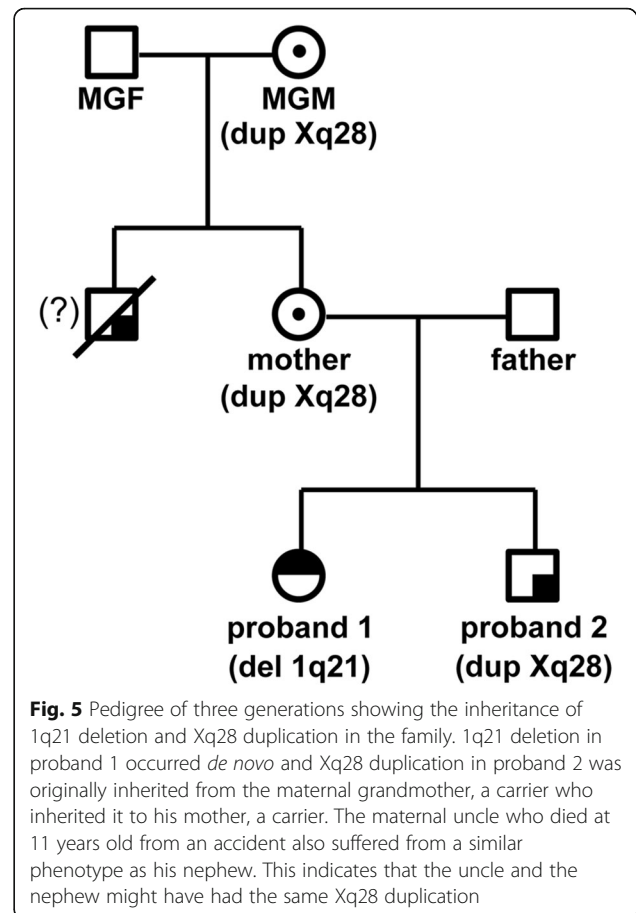 MGF
MGM
(dup Xq28)
(?)
mother
(dup Xq28)
father
proband 1
(del 1q21)
proband 2
(dup Xq28)
Fig. 5 Pedigree of three generations showing the inheritance of
1q21 deletion and Xq28 duplication in the family. 1q21 deletion in
proband 1 occurred de novo and Xq28 duplication in proband 2 was
originally inherited from the maternal grandmother, a carrier who
inherited it to his mother, a carrier. The maternal uncle who died at
11 years old from an accident also suffered from a similar
phenotype as his nephew. This indicates that the uncle and the
nephew might have had the same Xq28 duplication